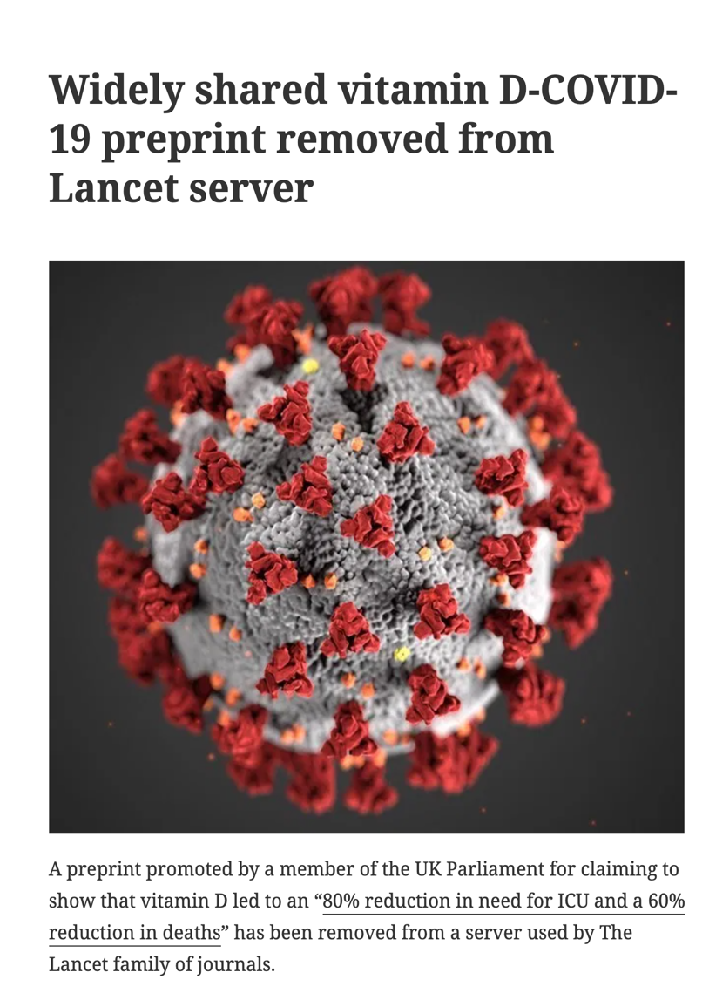 Widely shared vitamin D-COVID-
19 preprint removed from
Lancet server
A preprint promoted by a member of the UK Parliament for claiming to
show that vitamin D led to an “80% reduction in need for ICU and a 60%
reduction in deaths” has been removed from a server used by The
Lancet family of journals.